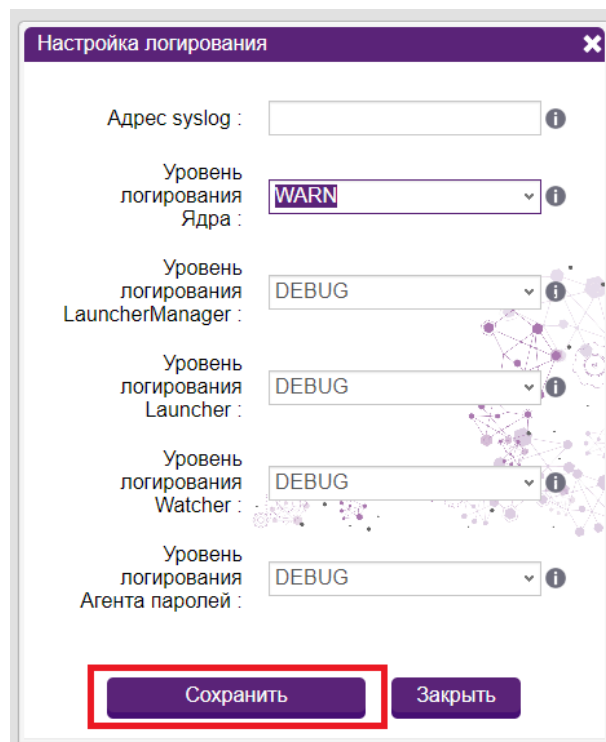 Настройка логирования
Адрес syslog :
Уровень
логирования
Ядра :
WARN
Уровень
логирования
LauncherManager :
DEBUG
Уровень
логирования
Launcher :
DEBUG
Уровень
логирования
Watcher :
DEBUG
Уровень
логирования
Агента паролей :
DEBUG
Сохранить
Закрыть